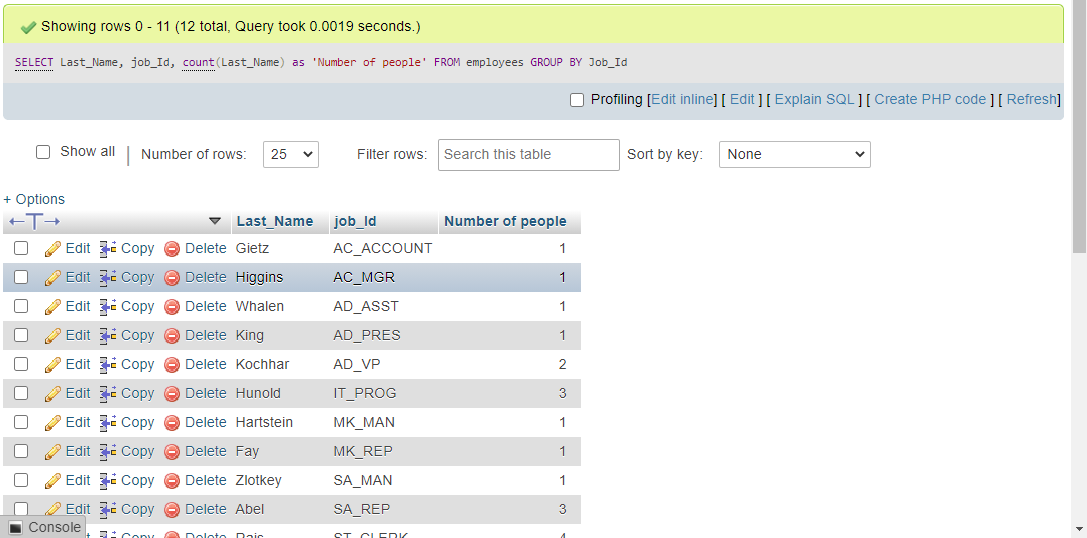 Showing rows 0 - 11 (12 total, Query took 0.0019 seconds.)
SELECT Last_Name, job_Id, count(Last_Name) as 'Number of people' FROM employees GROUP BY Job_Id
Profiling [Edit inline] [ Edit ] [ Explain SQL ] [ Create PHP code ] [ Refresh]
Show all | Number of rows: 25 Filter rows: Search this table Sort by key: None
+ Options
←T→ Last_Name job_Id Number of people
Edit Copy Delete Gietz AC_ACCOUNT 1
Edit Copy Delete Higgins AC_MGR 1
Edit Copy Delete Whalen AD_ASST 1
Edit Copy Delete King AD_PRES 1
Edit Copy Delete Kochhar AD_VP 2
Edit Copy Delete Hunold IT_PROG 3
Edit Copy Delete Hartstein MK_MAN 1
Edit Copy Delete Fay MK_REP 1
Edit Copy Delete Zlotkey SA_MAN 1
Edit Copy Delete Abel SA_REP 3
Console Edit Copy Delete Rajs ST_CLERK 4